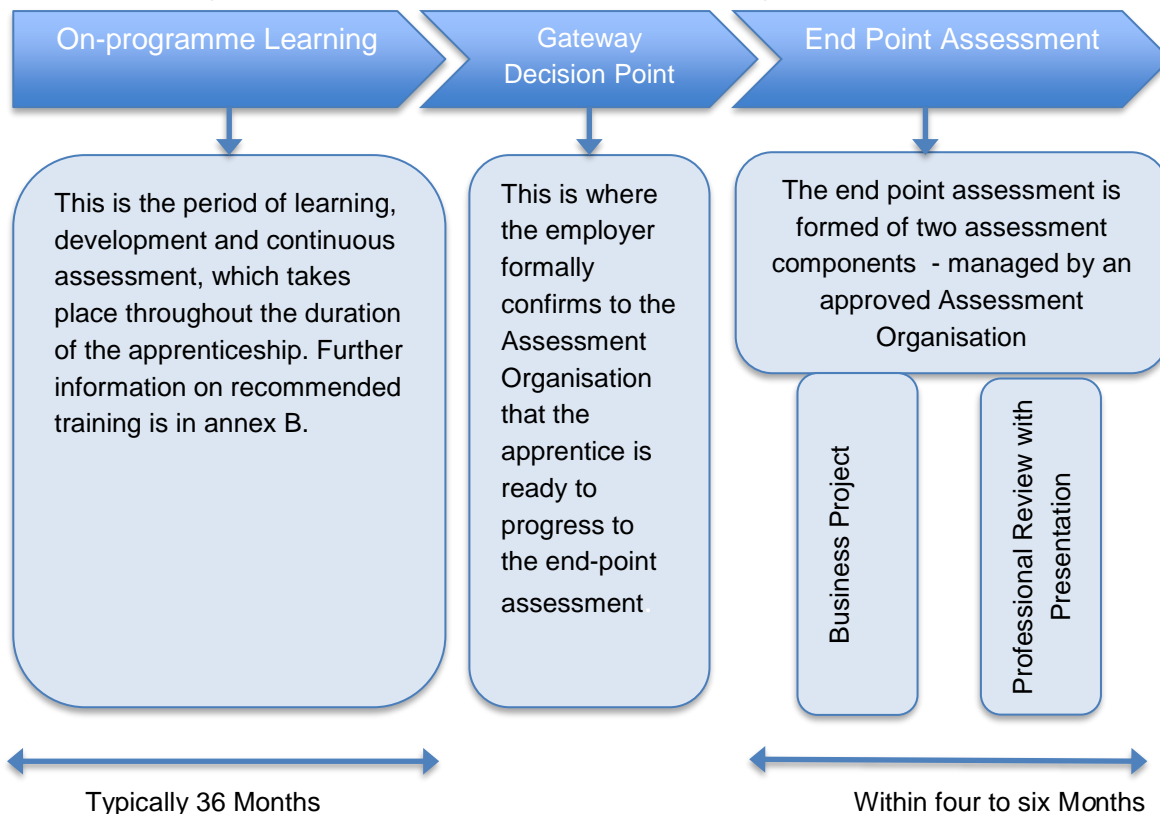 On-programme Learning
Gateway
Decision Point
End Point Assessment
This is the period of learning,
development and continuous
assessment, which takes
place throughout the duration
of the apprenticeship. Further
information on recommended
training is in annex B.
This is where
the employer
formally
confirms to the
Assessment
Organisation
that the
apprentice is
ready to
progress to
the end-point
assessment.
The end point assessment is
formed of two assessment
components - managed by an
approved Assessment
Organisation
Business Project
Professional Review with
Presentation
Typically 36 Months
Within four to six Months